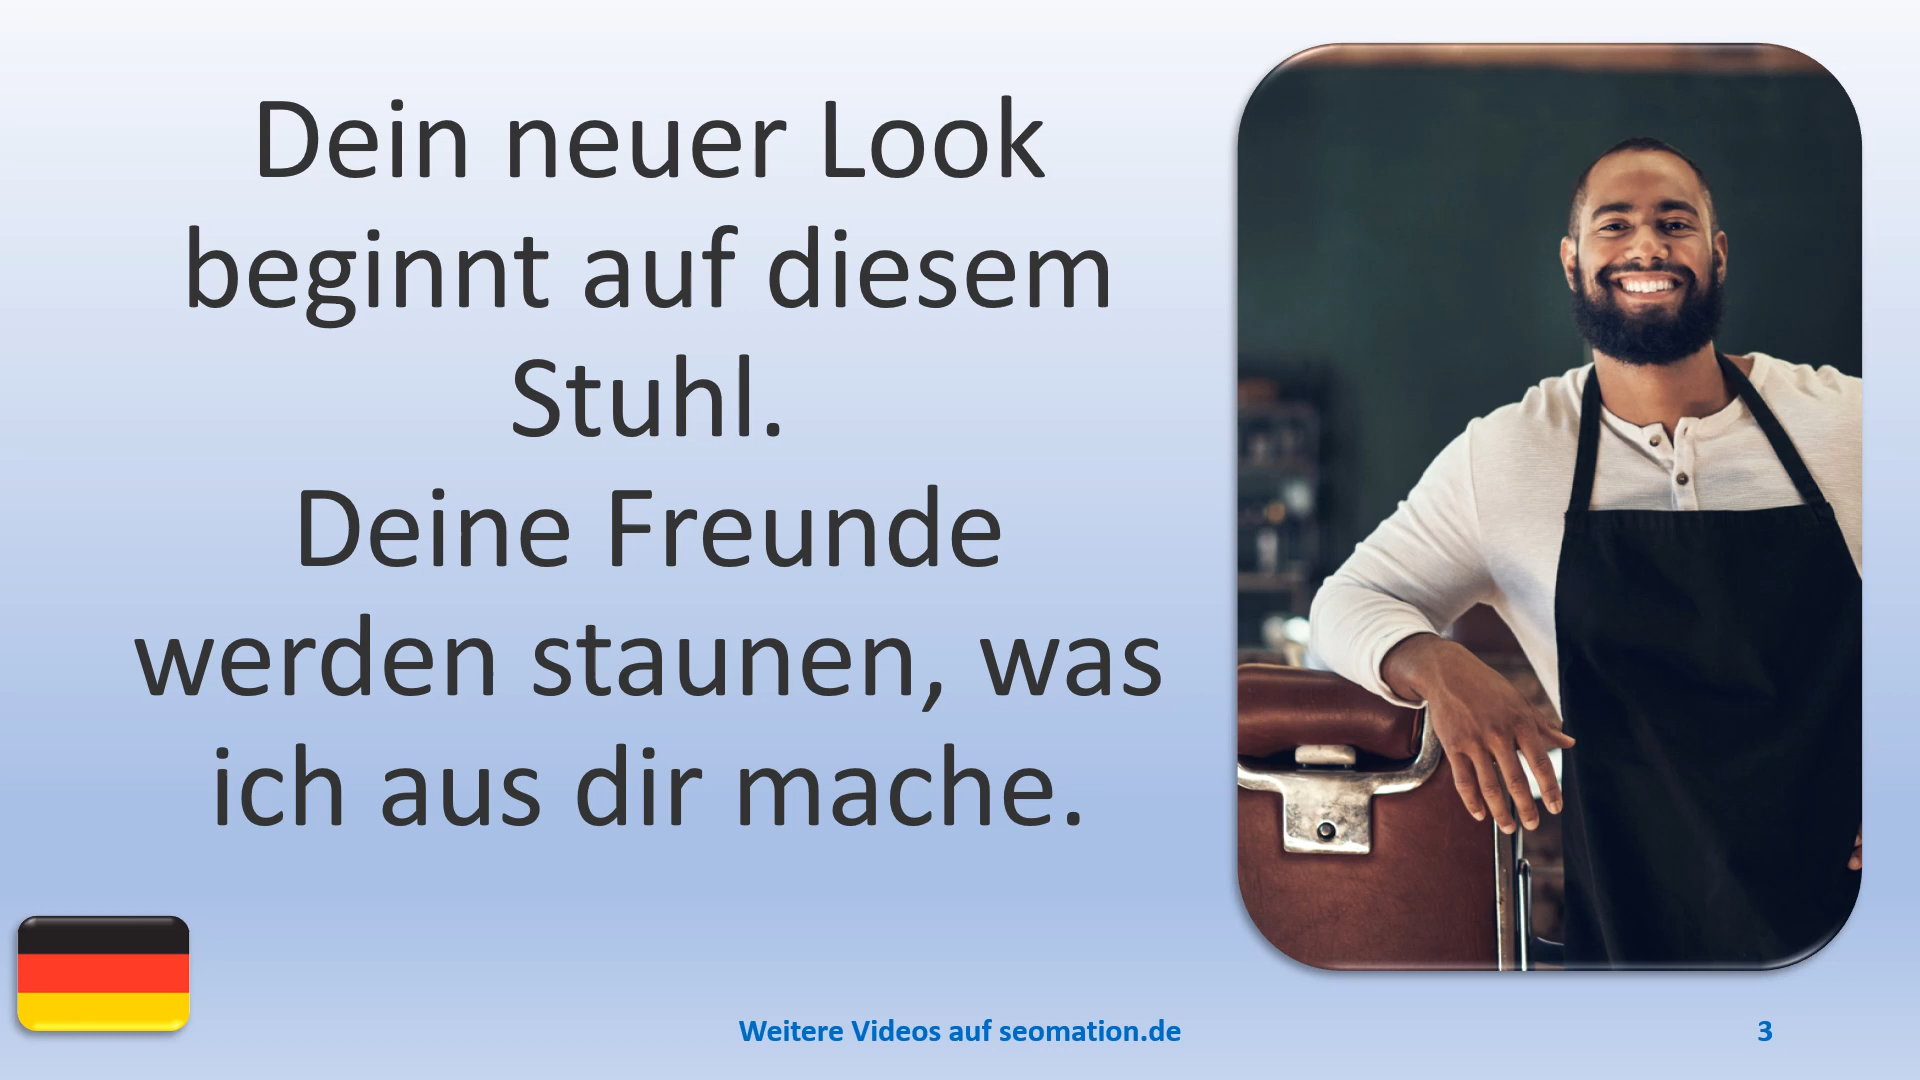 Dein neuer Look
beginnt auf diesem
Stuhl.
Deine Freunde
werden staunen, was
ich aus dir mache.
Weitere Videos auf seomation.de
3